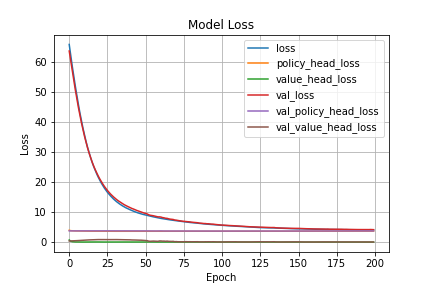 Model Loss
Loss
60
50
40
30
20
10
0
loss
policy_head_loss
value_head_loss
val_loss
val_policy_head_loss
val_value_head_loss
0 25 50 75 100 125 150 175 200
Epoch